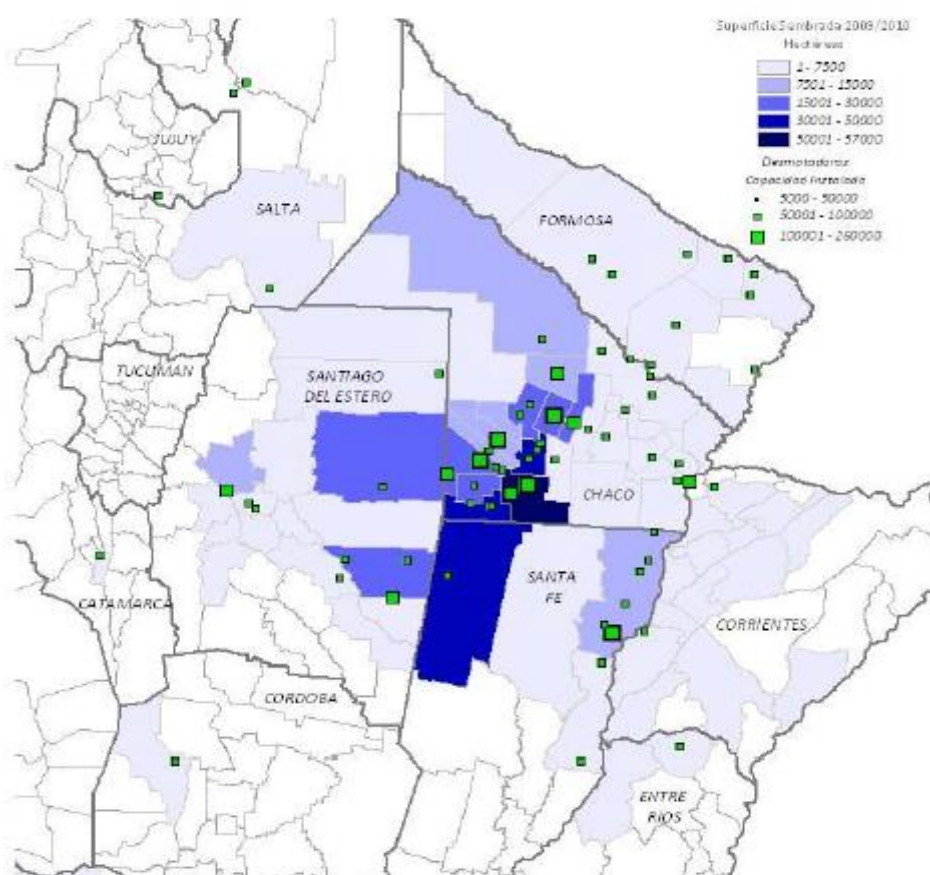 Superficie Sembrada 2009/2010
Hectáreas
1 - 7500
7501 - 15000
15001 - 30000
30001 - 50000
50001 - 57000
Desmotadoras
Capacidad Instalada
5000 - 50000
50001 - 100000
100001 - 260000
JUJUY
SALTA
FORMOSA
TUCUMAN
SANTIAGO
DEL ESTERO
CHACO
CATAMARCA
SANTA
FE
CORRIENTES
CORDOBA
ENTRE
RIOS